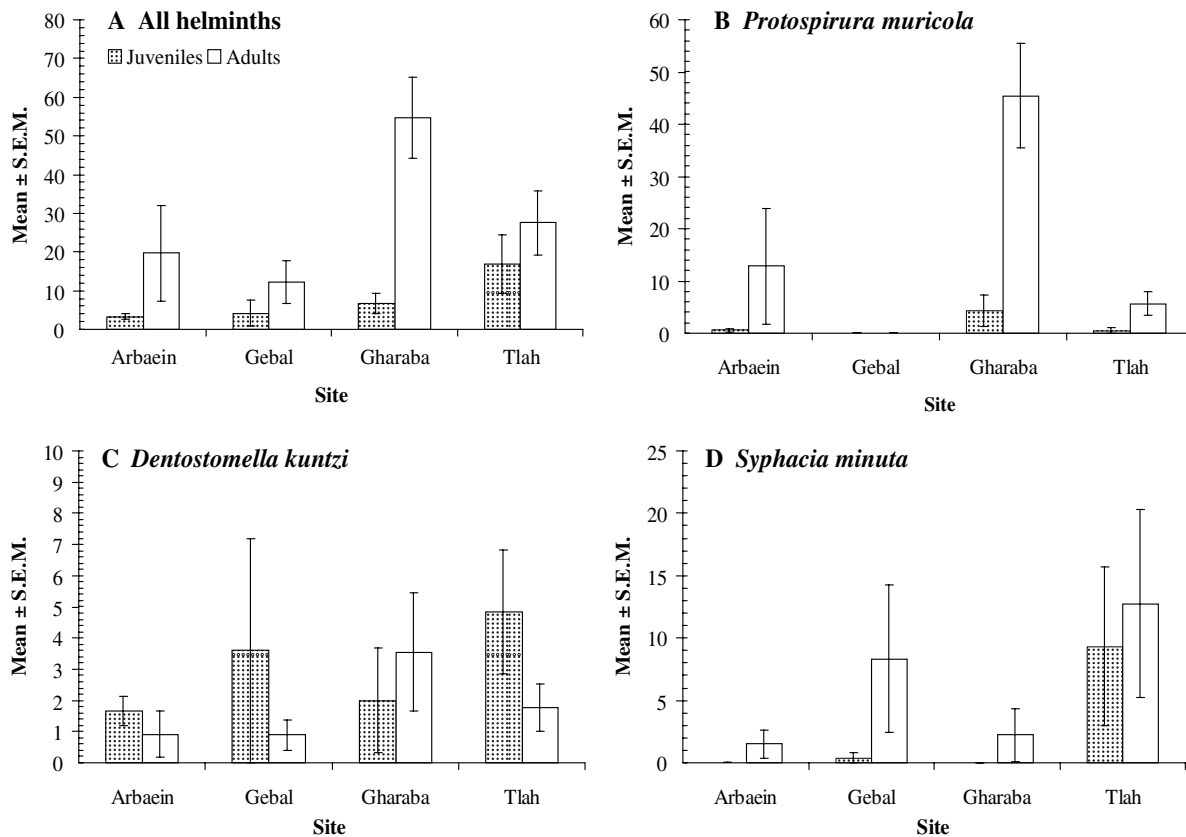 A All helminths
Juveniles Adults
Mean ± S.E.M.
80
70
60
50
40
30
20
10
0
Arbaein Gebal Gharaba Tlah
Site
B Protospirura muricola
Mean ± S.E.M.
60
50
40
30
20
10
0
Arbaein Gebal Gharaba Tlah
Site
C Dentostomella kuntzi
Mean ± S.E.M.
10
9
8
7
6
5
4
3
2
1
0
Arbaein Gebal Gharaba Tlah
Site
D Syphacia minuta
Mean ± S.E.M.
25
20
15
10
5
0
Arbaein Gebal Gharaba Tlah
Site